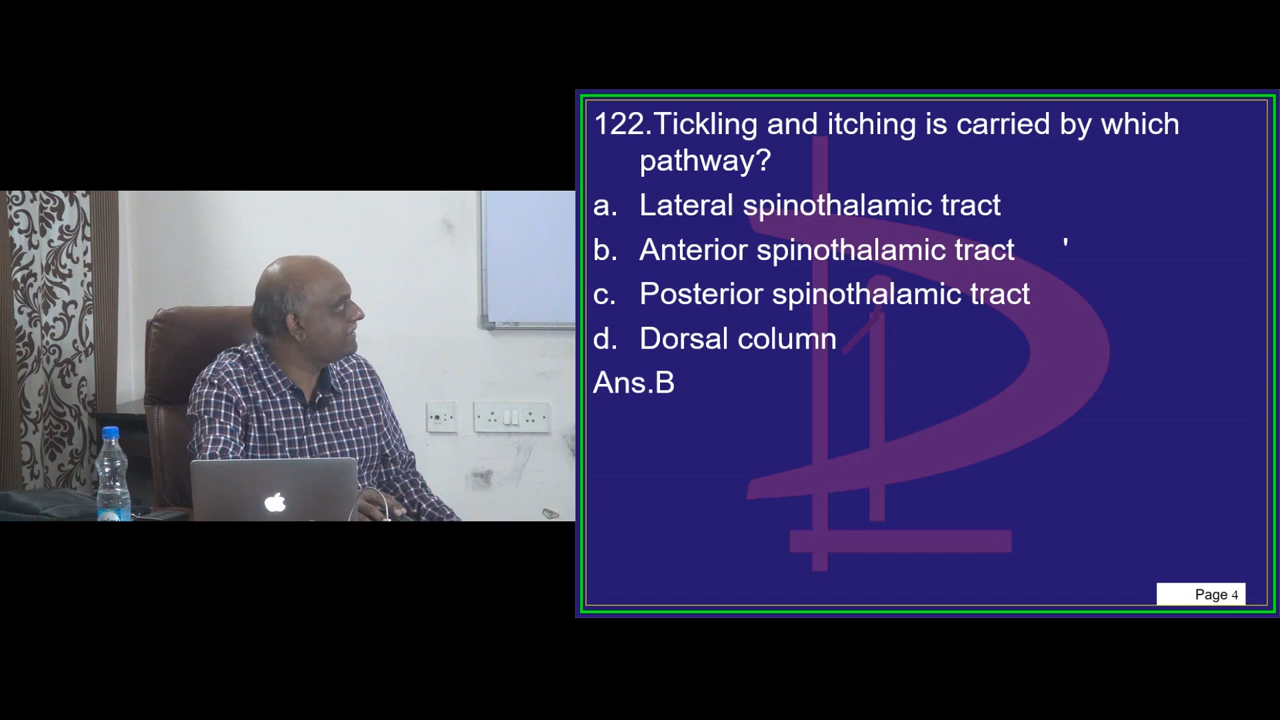 122.Tickling and itching is carried by which
pathway?
a. Lateral spinothalamic tract
b. Anterior spinothalamic tract '
c. Posterior spinothalamic tract
d. Dorsal column
Ans.B
Page 4